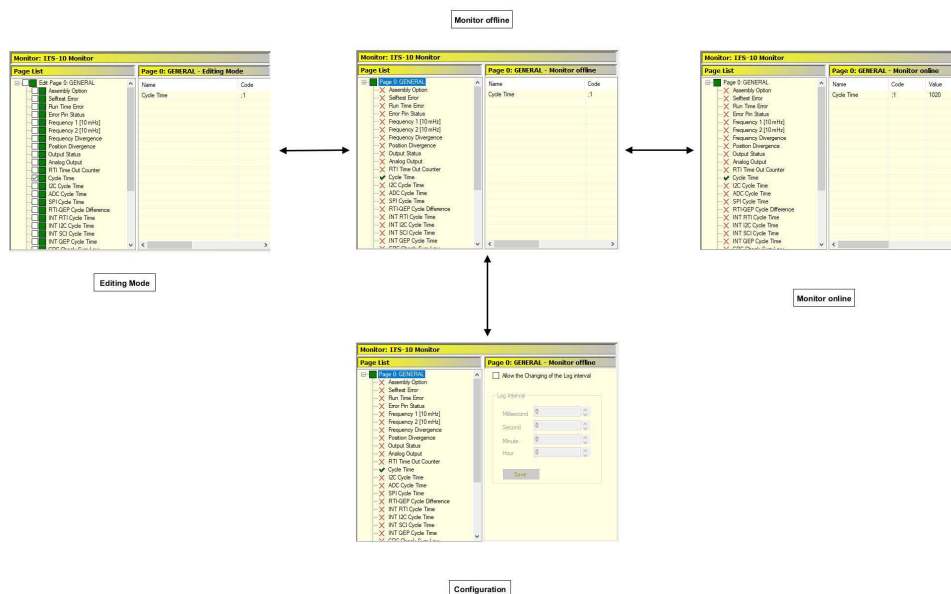 Monitor offline
Monitor: IFS-10 Monitor
Page List
Page 0: GENERAL - Editing Mode
Edit Page 0: GENERAL
Assembly Option
Selftest Error
Run Time Error
Error Pin Status
Frequency 1 [10 mHz]
Frequency 2 [10 mHz]
Frequency Divergence
Position Divergence
Output Status
Analog Output
RTI Time Out Counter
Cycle Time
I2C Cycle Time
ADC Cycle Time
SPI Cycle Time
RTI-QEP Cycle Difference
INT RTI Cycle Time
INT I2C Cycle Time
INT SCI Cycle Time
INT QEP Cycle Time
Name Code
Cycle Time ;1
Editing Mode
Monitor: IFS-10 Monitor
Page List
Page 0: GENERAL - Monitor offline
Page 0: GENERAL
Assembly Option
Selftest Error
Run Time Error
Error Pin Status
Frequency 1 [10 mHz]
Frequency 2 [10 mHz]
Frequency Divergence
Position Divergence
Output Status
Analog Output
RTI Time Out Counter
Cycle Time
I2C Cycle Time
ADC Cycle Time
SPI Cycle Time
RTI-QEP Cycle Difference
INT RTI Cycle Time
INT I2C Cycle Time
INT SCI Cycle Time
INT QEP Cycle Time
Name Code
Cycle Time ;1
Monitor: IFS-10 Monitor
Page List
Page 0: GENERAL - Monitor online
Page 0: GENERAL
Assembly Option
Selftest Error
Run Time Error
Error Pin Status
Frequency 1 [10 mHz]
Frequency 2 [10 mHz]
Frequency Divergence
Position Divergence
Output Status
Analog Output
RTI Time Out Counter
Cycle Time
I2C Cycle Time
ADC Cycle Time
SPI Cycle Time
RTI-QEP Cycle Difference
INT RTI Cycle Time
INT I2C Cycle Time
INT SCI Cycle Time
INT QEP Cycle Time
Name Code Value
Cycle Time ;1 1020
Monitor online
Monitor: IFS-10 Monitor
Page List
Page 0: GENERAL - Monitor offline
Page 0: GENERAL
Assembly Option
Selftest Error
Run Time Error
Error Pin Status
Frequency 1 [10 mHz]
Frequency 2 [10 mHz]
Frequency Divergence
Position Divergence
Output Status
Analog Output
RTI Time Out Counter
Cycle Time
I2C Cycle Time
ADC Cycle Time
SPI Cycle Time
RTI-QEP Cycle Difference
INT RTI Cycle Time
INT I2C Cycle Time
INT SCI Cycle Time
INT QEP Cycle Time
Allow the Changing of the Log interval
Log Interval
Millisecond 0
Second 0
Minute 0
Hour 0
Save
Configuration